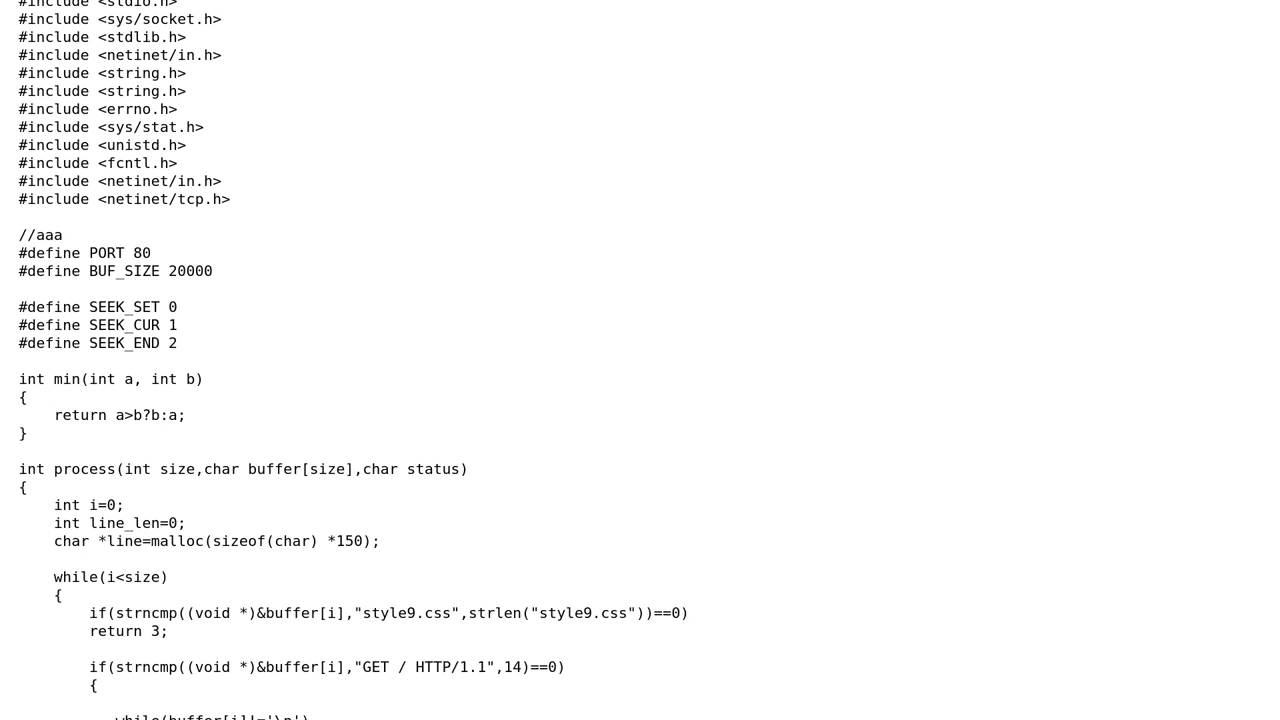 #include <stdio.h>
#include <sys/socket.h>
#include <stdlib.h>
#include <netinet/in.h>
#include <string.h>
#include <string.h>
#include <errno.h>
#include <sys/stat.h>
#include <unistd.h>
#include <fcntl.h>
#include <netinet/in.h>
#include <netinet/tcp.h>

//aaa
#define PORT 80
#define BUF_SIZE 20000

#define SEEK_SET 0
#define SEEK_CUR 1
#define SEEK_END 2

int min(int a, int b)
{
    return a>b?b:a;
}

int process(int size,char buffer[size],char status)
{
    int i=0;
    int line_len=0;
    char *line=malloc(sizeof(char) *150);

    while(i<size)
    {
        if(strncmp((void *)&buffer[i],"style9.css",strlen("style9.css"))==0)
        return 3;

        if(strncmp((void *)&buffer[i],"GET / HTTP/1.1",14)==0)
        {

           while(buffer[i]!='\n')